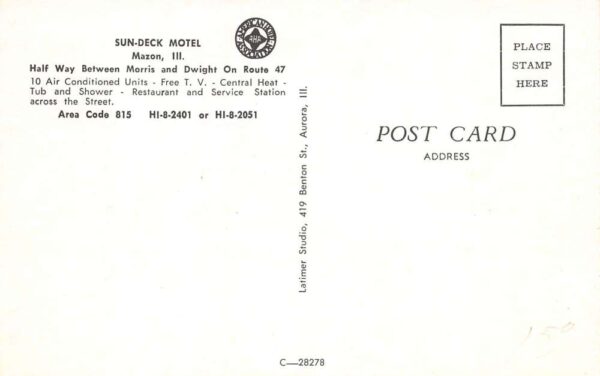 SUN-DECK MOTEL
Mazon, Ill.
Half Way Between Morris and Dwight On Route 47
10 Air Conditioned Units - Free T. V. - Central Heat -
Tub and Shower - Restaurant and Service Station
across the Street.
Area Code 815 HI-8-2401 or HI-8-2051
AHA
Latimer Studio, 419 Benton St., Aurora, Ill.
PLACE
STAMP
HERE
POST CARD
ADDRESS
150
C—28278